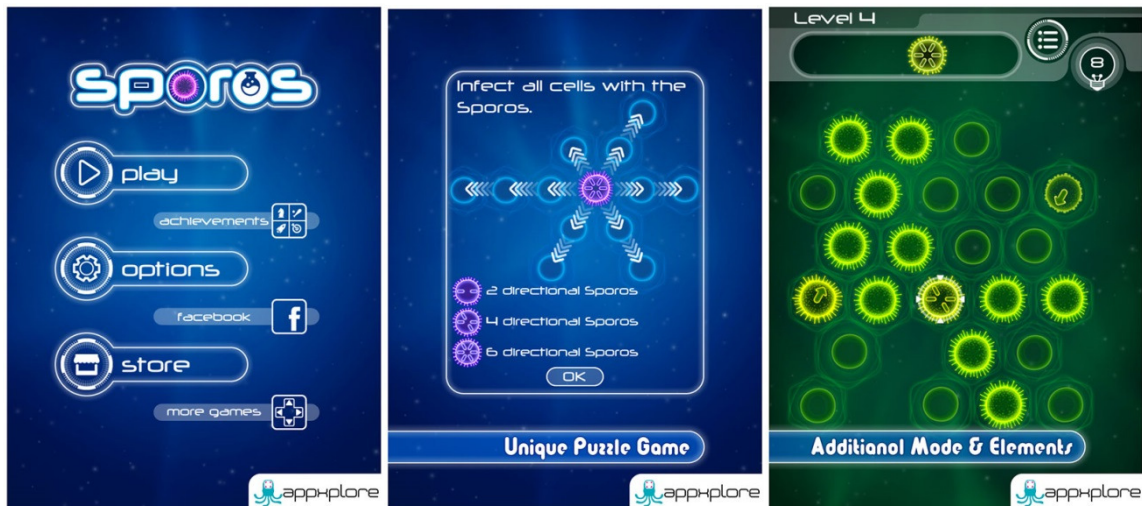 sporos
play
achievements
options
facebook
f
store
more games
appxplore
Infect all cells with the
Sporos.
2 directional Sporos
4 directional Sporos
6 directional Sporos
OK
Unique Puzzle Game
appxplore
Level 4
8
Additional Mode & Elements
appxplore